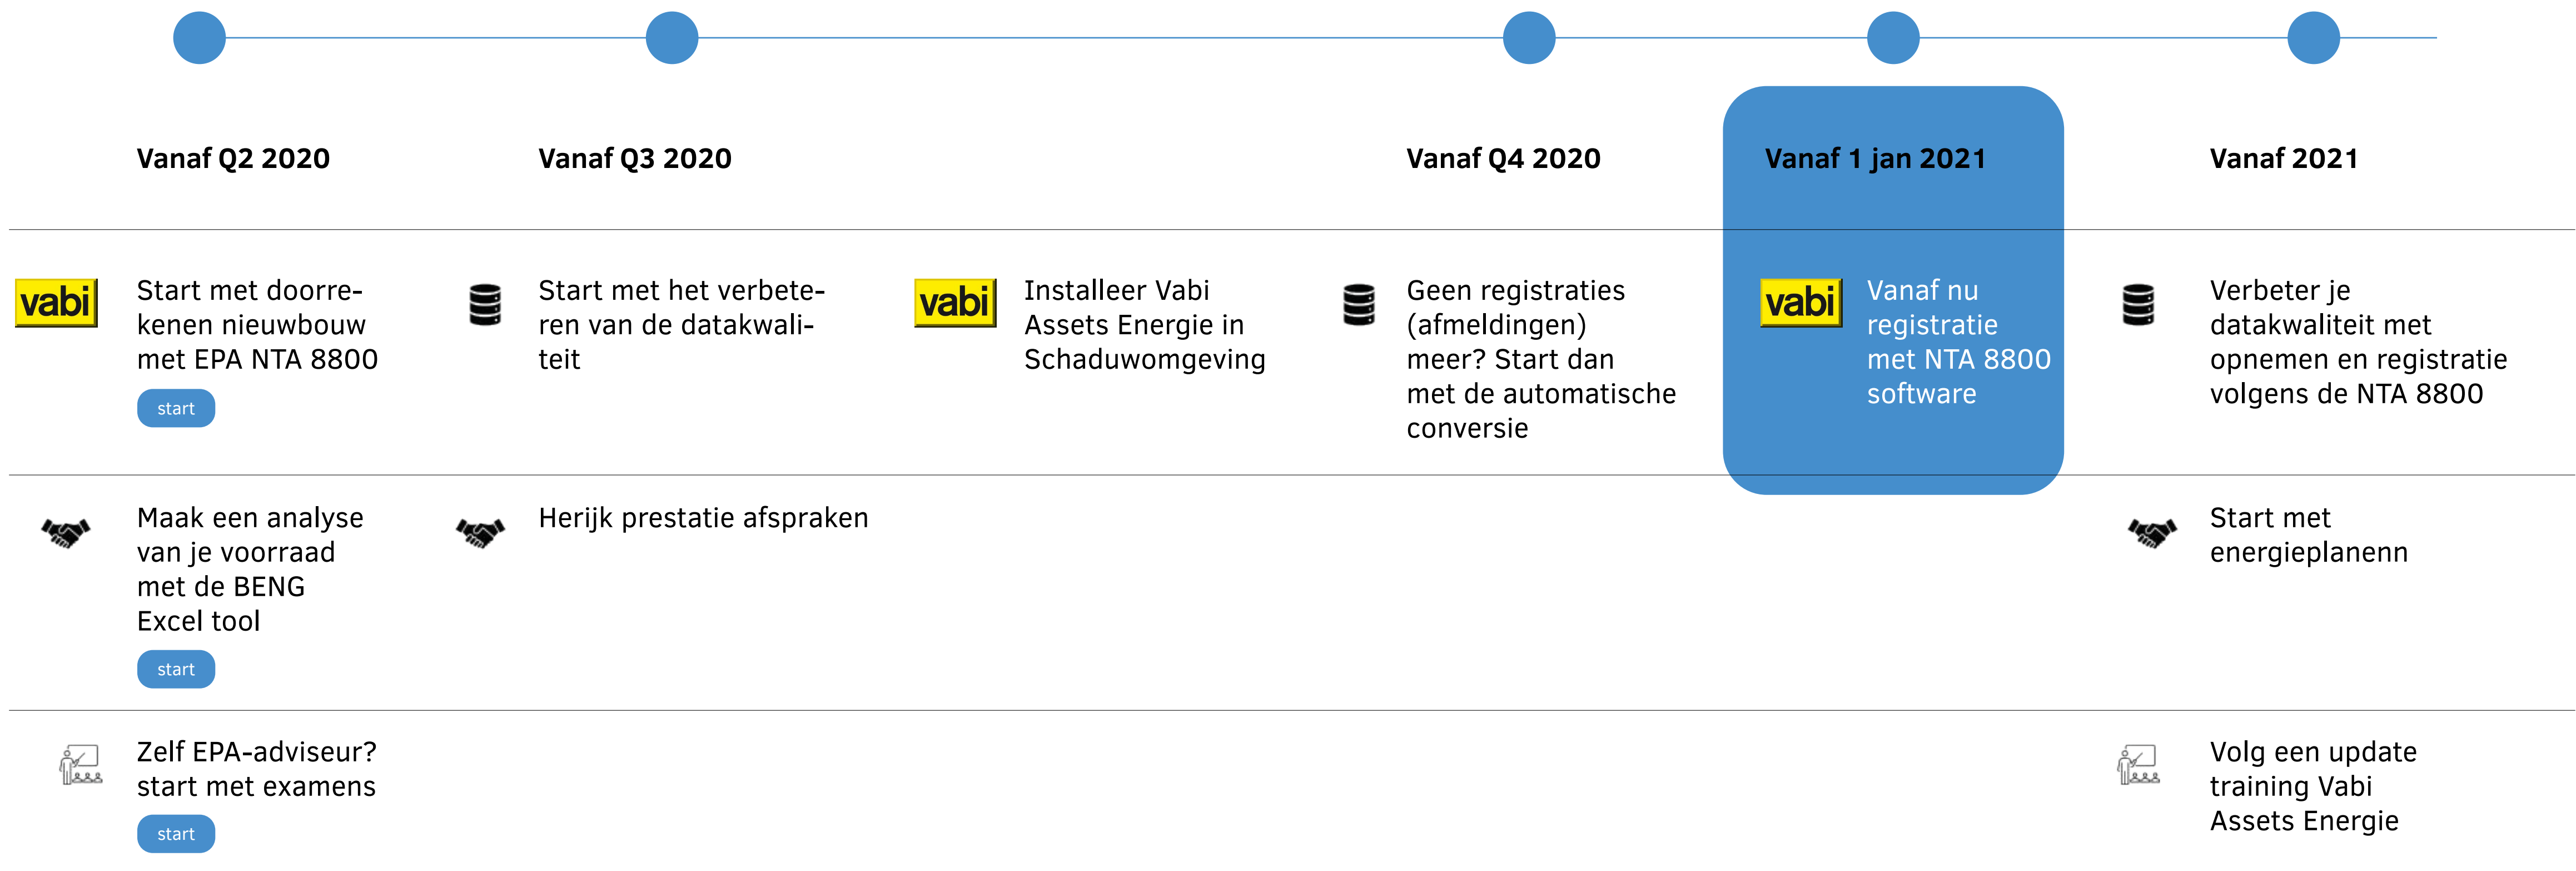 Vanaf Q2 2020
Vanaf Q3 2020
Vanaf Q4 2020
Vanaf 1 jan 2021
Vanaf 2021
vabi
Start met doorre-
kenen nieuwbouw
met EPA NTA 8800
start
Start met het verbete-
ren van de datakwali-
teit
vabi
Installeer Vabi
Assets Energie in
Schaduwomgeving
Geen registraties
(afmeldingen)
meer? Start dan
met de automatische
conversie
vabi
Vanaf nu
registratie
met NTA 8800
software
Verbeter je
datakwaliteit met
opnemen en registratie
volgens de NTA 8800
Maak een analyse
van je voorraad
met de BENG
Excel tool
start
Herijk prestatie afspraken
Start met
energieplanenn
Zelf EPA-adviseur?
start met examens
start
Volg een update
training Vabi
Assets Energie